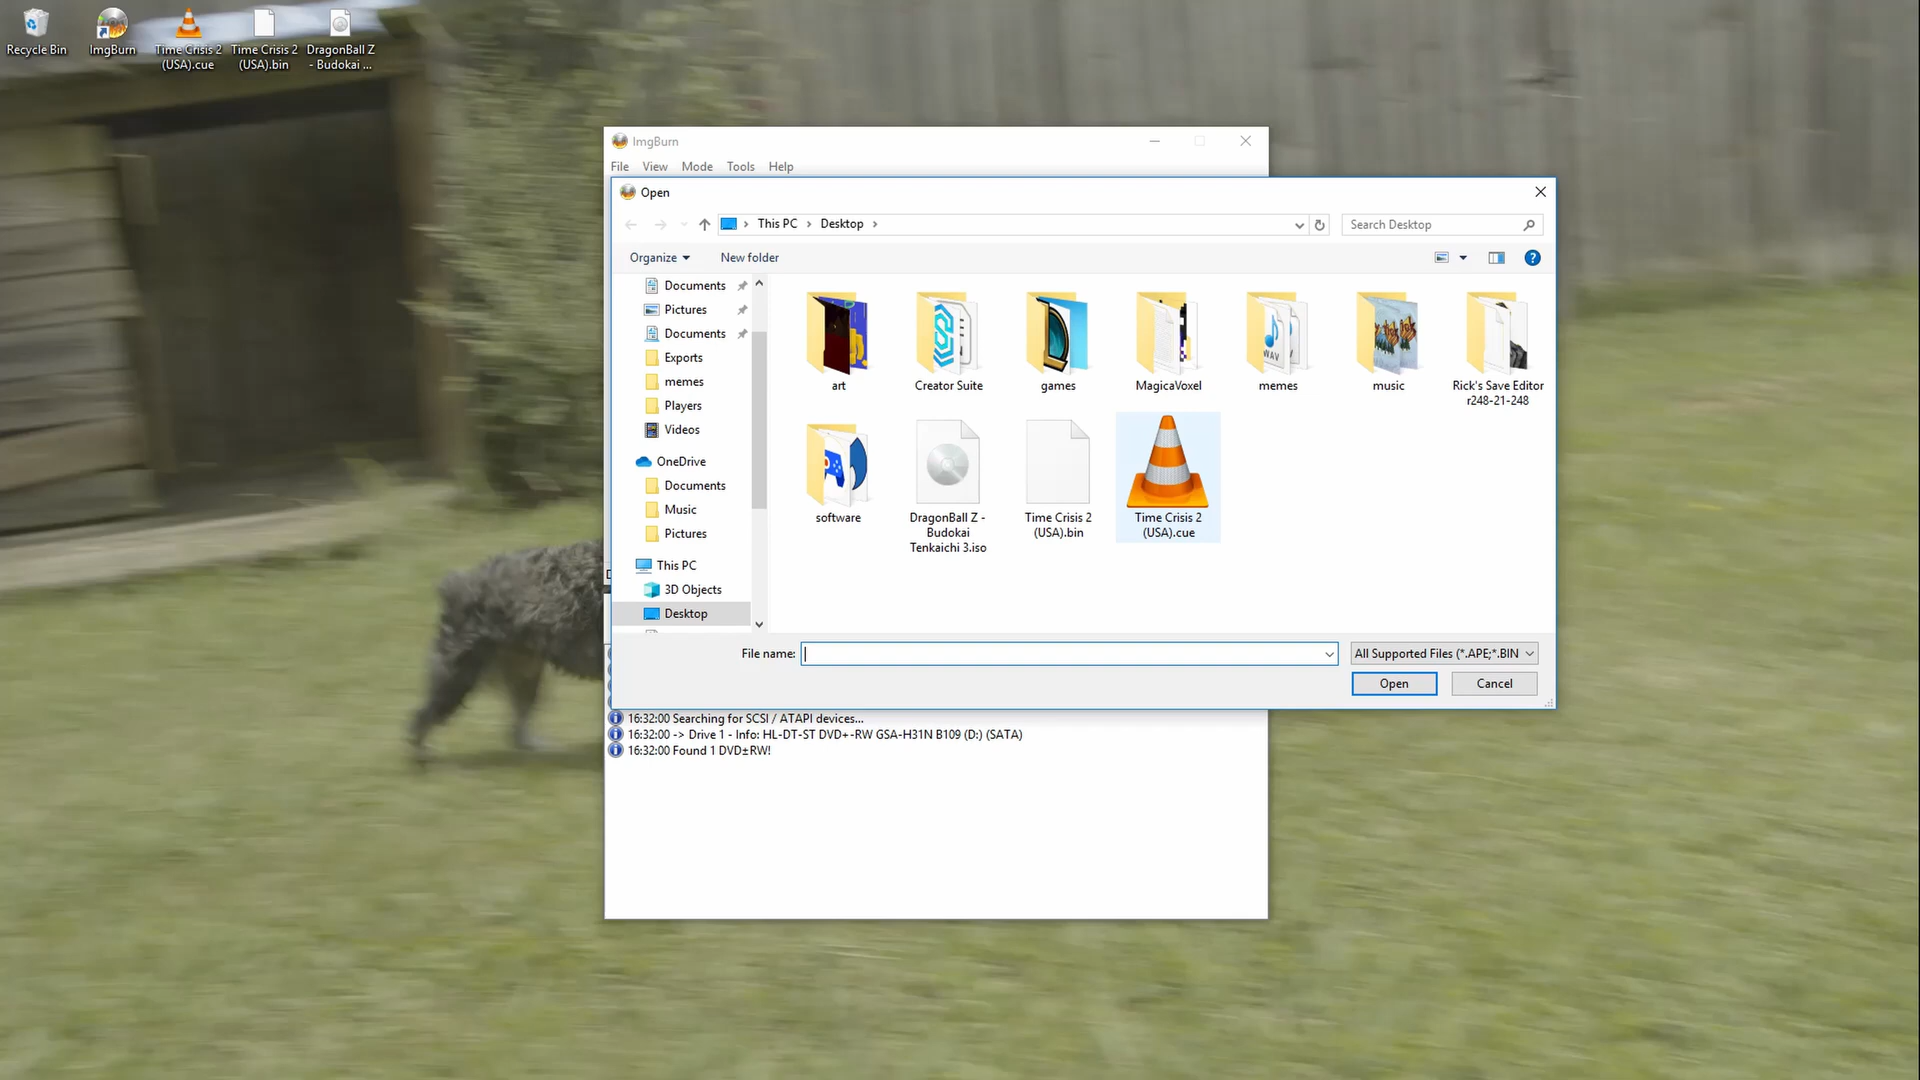 Recycle Bin
ImgBurn
Time Crisis 2
(USA).cue
Time Crisis 2
(USA).bin
DragonBall Z
- Budokai ...
ImgBurn
File View Mode Tools Help
Open
This PC Desktop
Search Desktop
Organize New folder
Documents
Pictures
Documents
Exports
memes
Players
Videos
OneDrive
Documents
Music
Pictures
This PC
3D Objects
Desktop
art
Creator Suite
games
MagicaVoxel
memes
music
Rick's Save Editor
r248-21-248
software
DragonBall Z -
Budokai
Tenkaichi 3.iso
Time Crisis 2
(USA).bin
Time Crisis 2
(USA).cue
File name:
All Supported Files (*.APE;*.BIN
Open Cancel
16:32:00 Searching for SCSI / ATAPI devices...
16:32:00 -> Drive 1 - Info: HL-DT-ST DVD+-RW GSA-H31N B109 (D:) (SATA)
16:32:00 Found 1 DVD±RW!